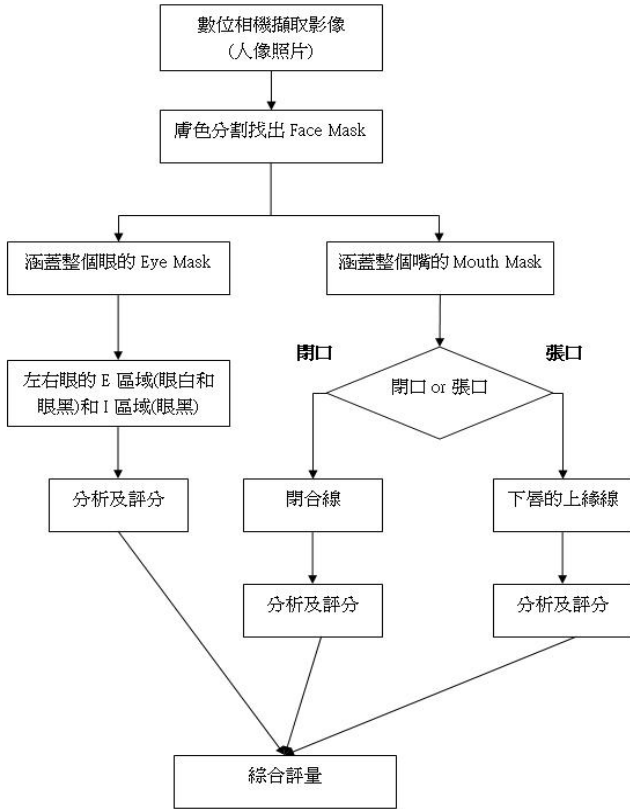 數位相機擷取影像
(人像照片)
膚色分割找出 Face Mask
涵蓋整個眼的 Eye Mask
涵蓋整個嘴的 Mouth Mask
閉口
張口
左右眼的 E 區域(眼白和
眼黑)和 I 區域(眼黑)
閉口 or 張口
分析及評分
閉合線
下唇的上緣線
分析及評分
分析及評分
綜合評量